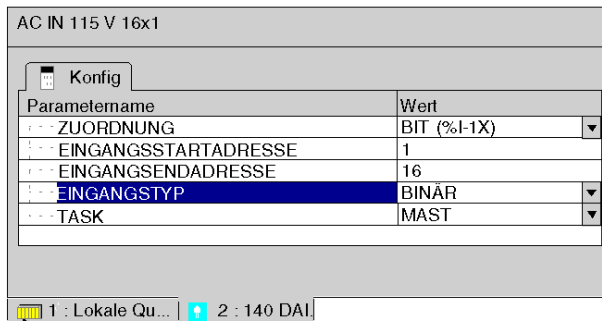 AC IN 115 V 16x1
Konfig
Parametername Wert
ZUORDNUNG BIT (%I-1X)
EINGANGSSTARTADRESSE 1
EINGANGSENDADRESSE 16
EINGANGSTYP BINÄR
TASK MAST
1 : Lokale Qu... 2 : 140 DAI.